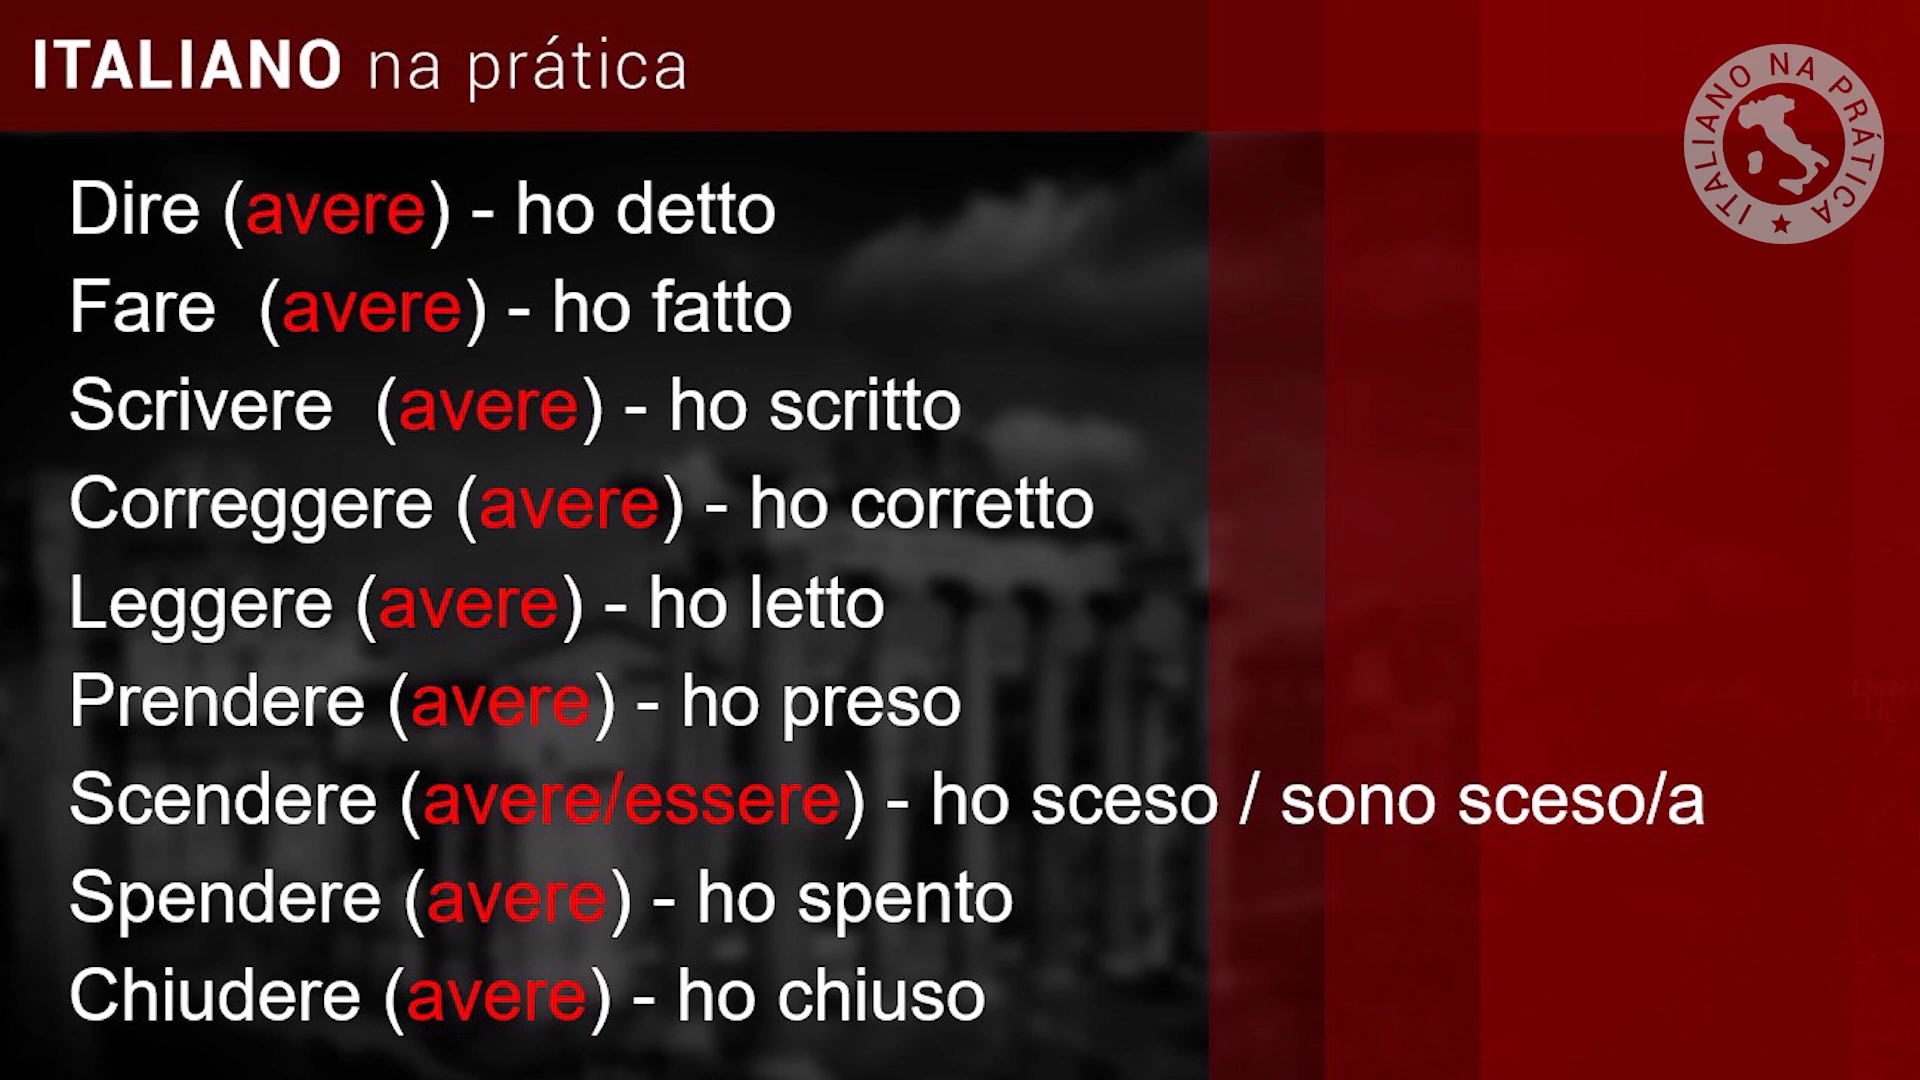 ITALIANO na prática
ITALIANO NA PRÁTICA
Dire (avere) - ho detto
Fare (avere) - ho fatto
Scrivere (avere) - ho scritto
Correggere (avere) - ho corretto
Leggere (avere) - ho letto
Prendere (avere) - ho preso
Scendere (avere/essere) - ho sceso / sono sceso/a
Spendere (avere) - ho spento
Chiudere (avere) - ho chiuso